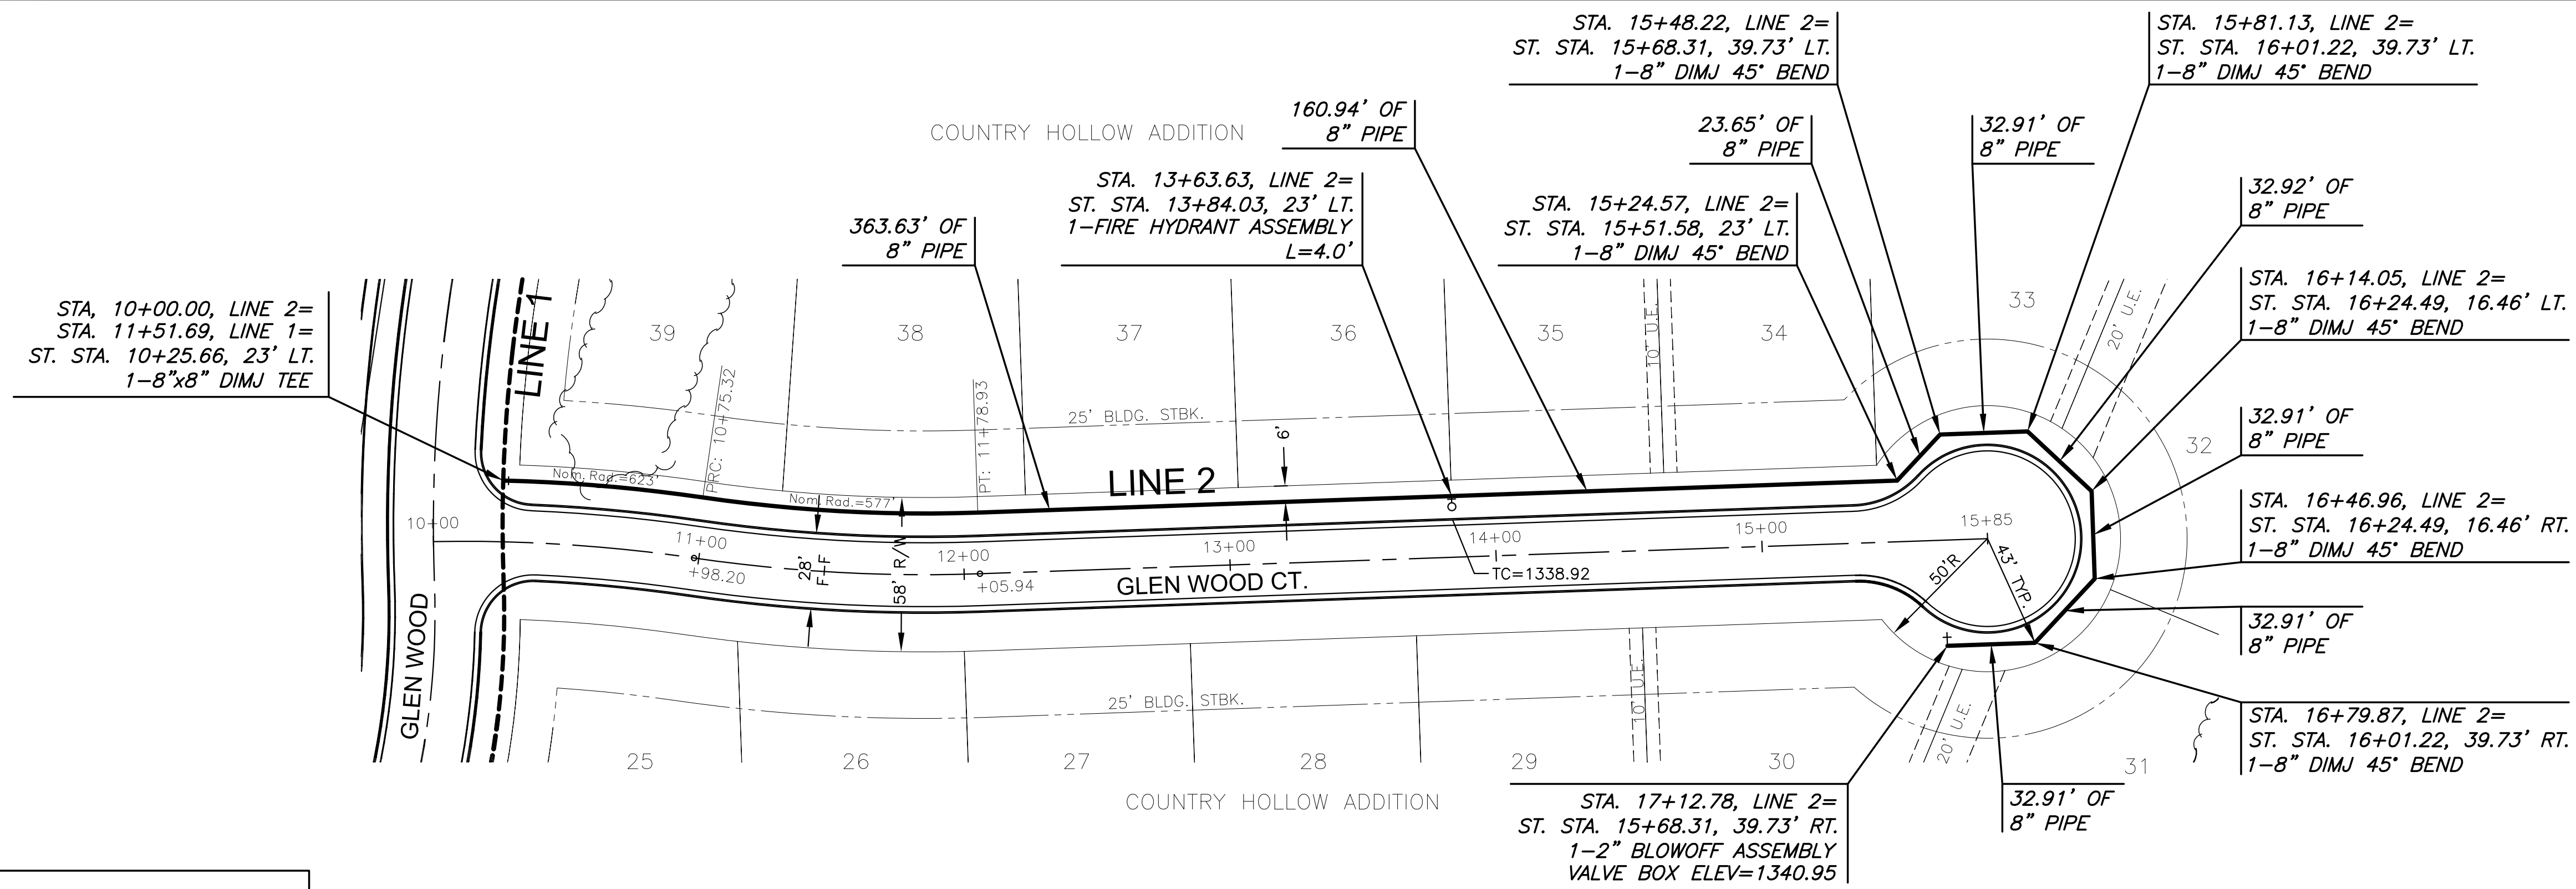 STA. 15+48.22, LINE 2=
ST. STA. 15+68.31, 39.73' LT.
1-8" DIMJ 45° BEND
STA. 15+81.13, LINE 2=
ST. STA. 16+01.22, 39.73' LT.
1-8" DIMJ 45° BEND
COUNTRY HOLLOW ADDITION
160.94' OF
8" PIPE
23.65' OF
8" PIPE
32.91' OF
8" PIPE
STA. 13+63.63, LINE 2=
ST. STA. 13+84.03, 23' LT.
1-FIRE HYDRANT ASSEMBLY
L=4.0'
363.63' OF
8" PIPE
STA. 15+24.57, LINE 2=
ST. STA. 15+51.58, 23' LT.
1-8" DIMJ 45° BEND
32.92' OF
8" PIPE
STA, 10+00.00, LINE 2=
STA. 11+51.69, LINE 1=
ST. STA. 10+25.66, 23' LT.
1-8"x8" DIMJ TEE
STA. 16+14.05, LINE 2=
ST. STA. 16+24.49, 16.46' LT.
1-8" DIMJ 45° BEND
LINE 1
39
38
37
36
35
34
33
32
10' U.E.
20' U.E.
PRC: 10+75.32
PT: 11+78.93
25' BLDG. STBK.
6'
32.91' OF
8" PIPE
Nom. Rad.=623'
Nom. Rad.=577'
LINE 2
STA. 16+46.96, LINE 2=
ST. STA. 16+24.49, 16.46' RT.
1-8" DIMJ 45° BEND
10+00
11+00
+98.20
12+00
+05.94
13+00
14+00
15+00
15+85
28'
F-F
58' R/W
GLEN WOOD CT.
TC=1338.92
50'R
43' TYP.
GLEN WOOD
32.91' OF
8" PIPE
25' BLDG. STBK.
10' U.E.
20' U.E.
STA. 16+79.87, LINE 2=
ST. STA. 16+01.22, 39.73' RT.
1-8" DIMJ 45° BEND
25
26
27
28
29
30
31
COUNTRY HOLLOW ADDITION
STA. 17+12.78, LINE 2=
ST. STA. 15+68.31, 39.73' RT.
1-2" BLOWOFF ASSEMBLY
VALVE BOX ELEV=1340.95
32.91' OF
8" PIPE